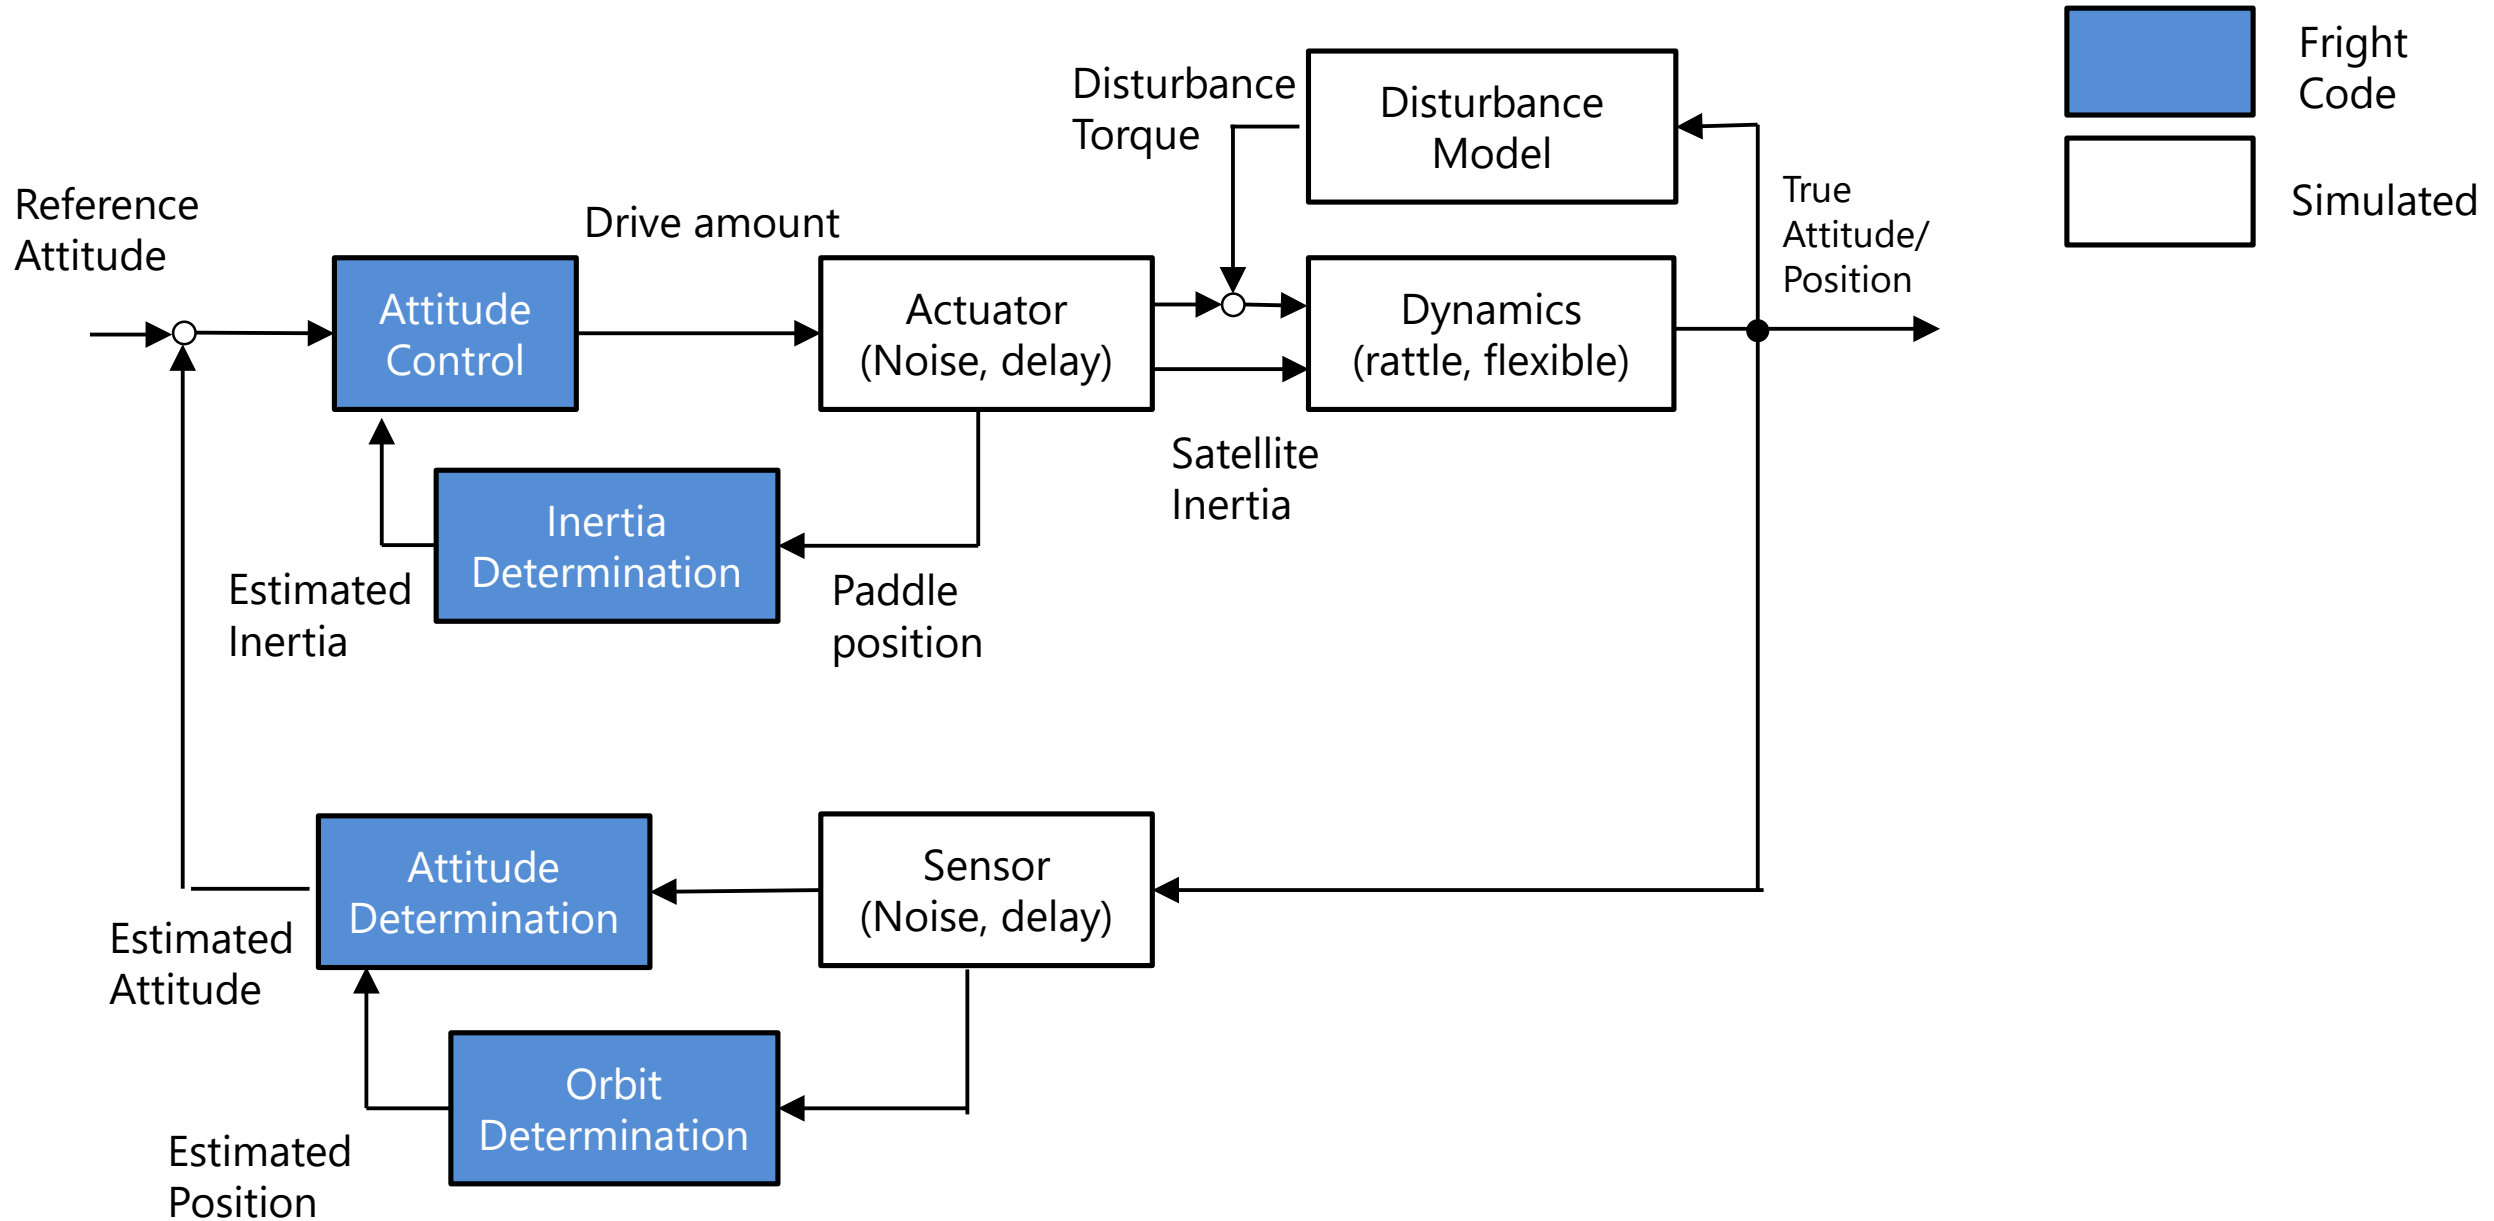 Fright
Code
Simulated
Disturbance
Torque
Disturbance
Model
True
Attitude/
Position
Reference
Attitude
Drive amount
Attitude
Control
Actuator
(Noise, delay)
Dynamics
(rattle, flexible)
Satellite
Inertia
Inertia
Determination
Estimated
Inertia
Paddle
position
Attitude
Determination
Sensor
(Noise, delay)
Estimated
Attitude
Orbit
Determination
Estimated
Position